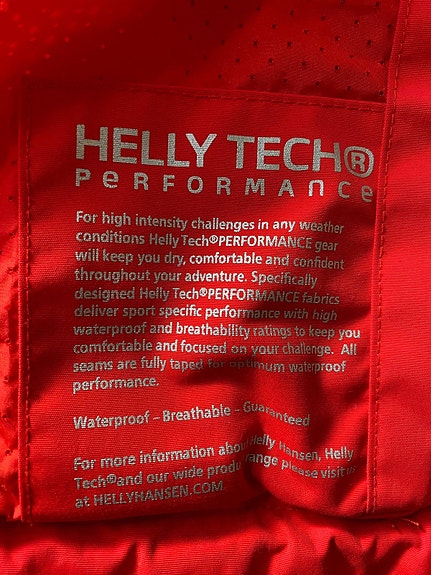 HELLY TECH®
PERFORMANCE
For high intensity challenges in any weather
conditions Helly Tech®PERFORMANCE gear
will keep you dry, comfortable and confident
throughout your adventure. Specifically
designed Helly Tech®PERFORMANCE fabrics
deliver sport specific performance with high
waterproof and breathability ratings to keep you
comfortable and focused on your challenge. All
seams are fully taped for optimum waterproof
performance.
Waterproof – Breathable – Guaranteed
For more information about Helly Hansen, Helly
Tech®and our wide produ range please visit us
at HELLYHANSEN.COM